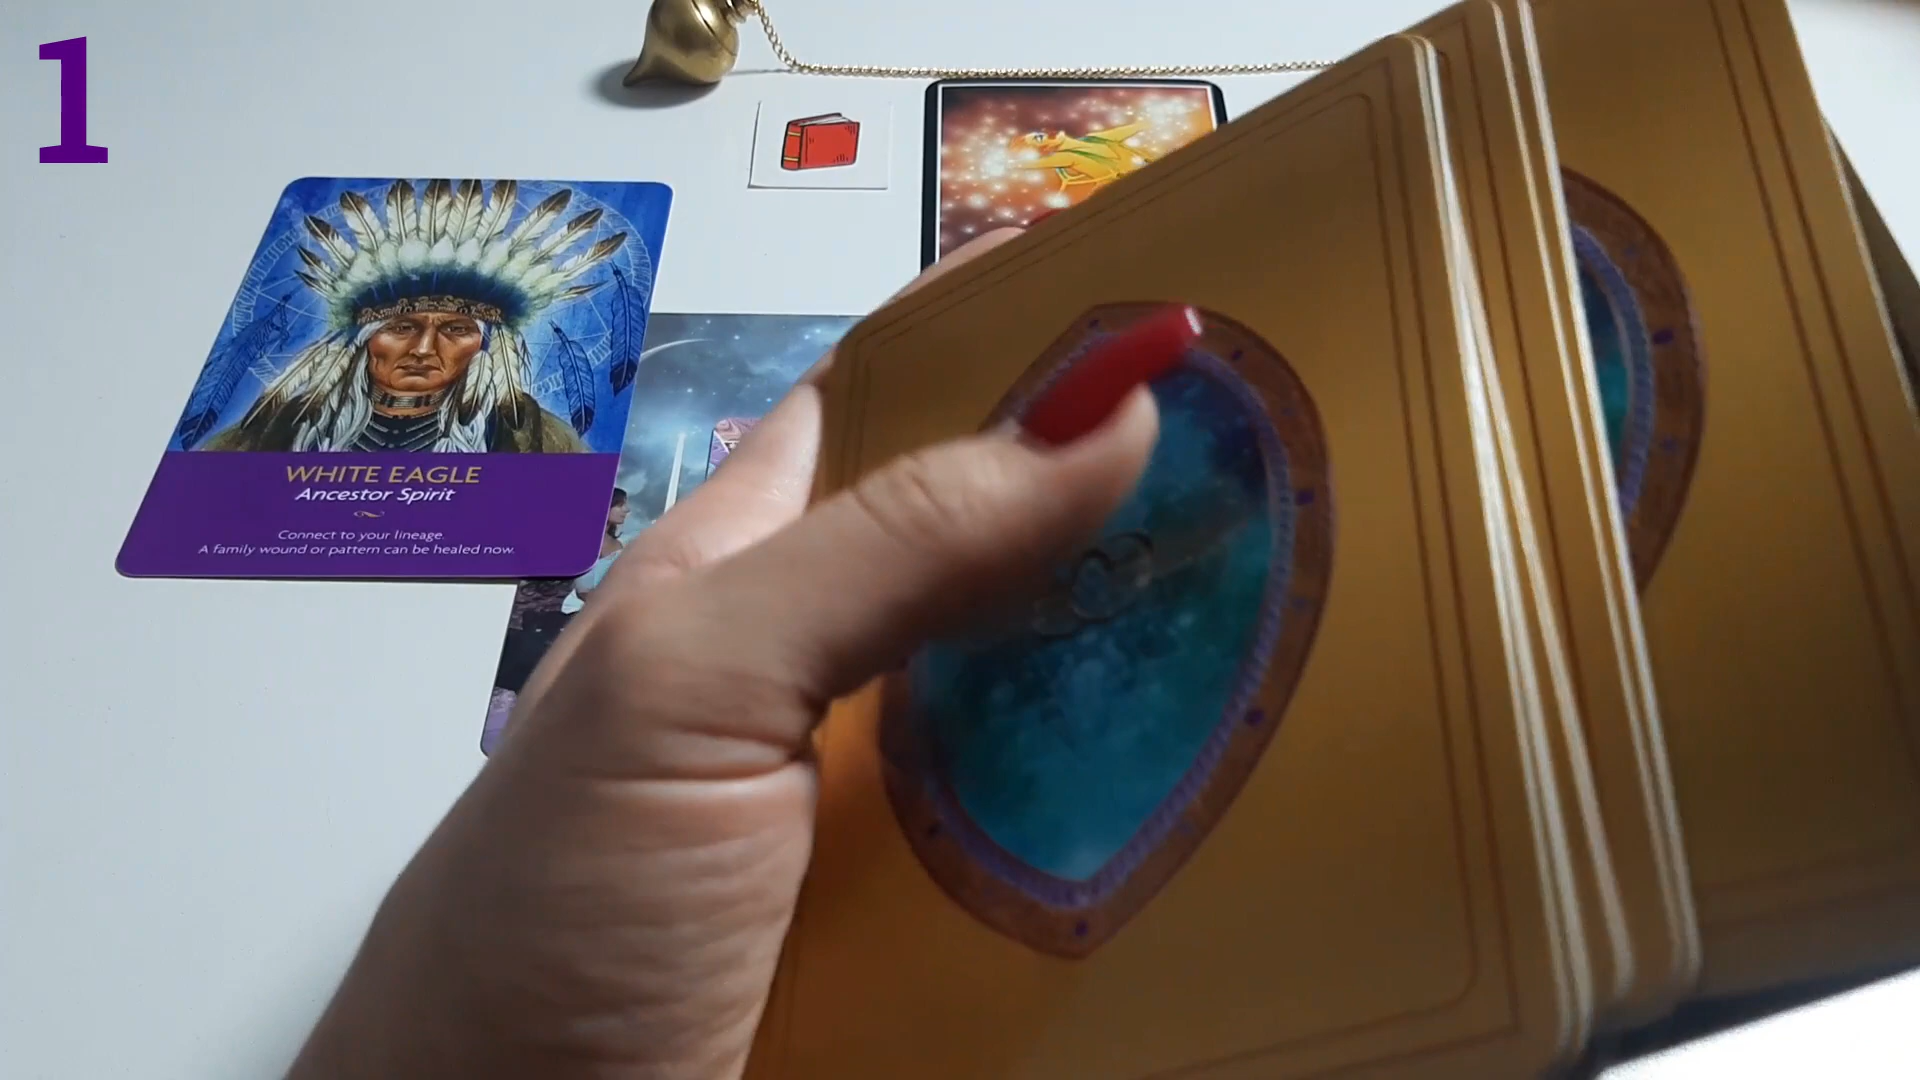 1
WHITE EAGLE
Ancestor Spirit
Connect to your lineage.
A family wound or pattern can be healed now.